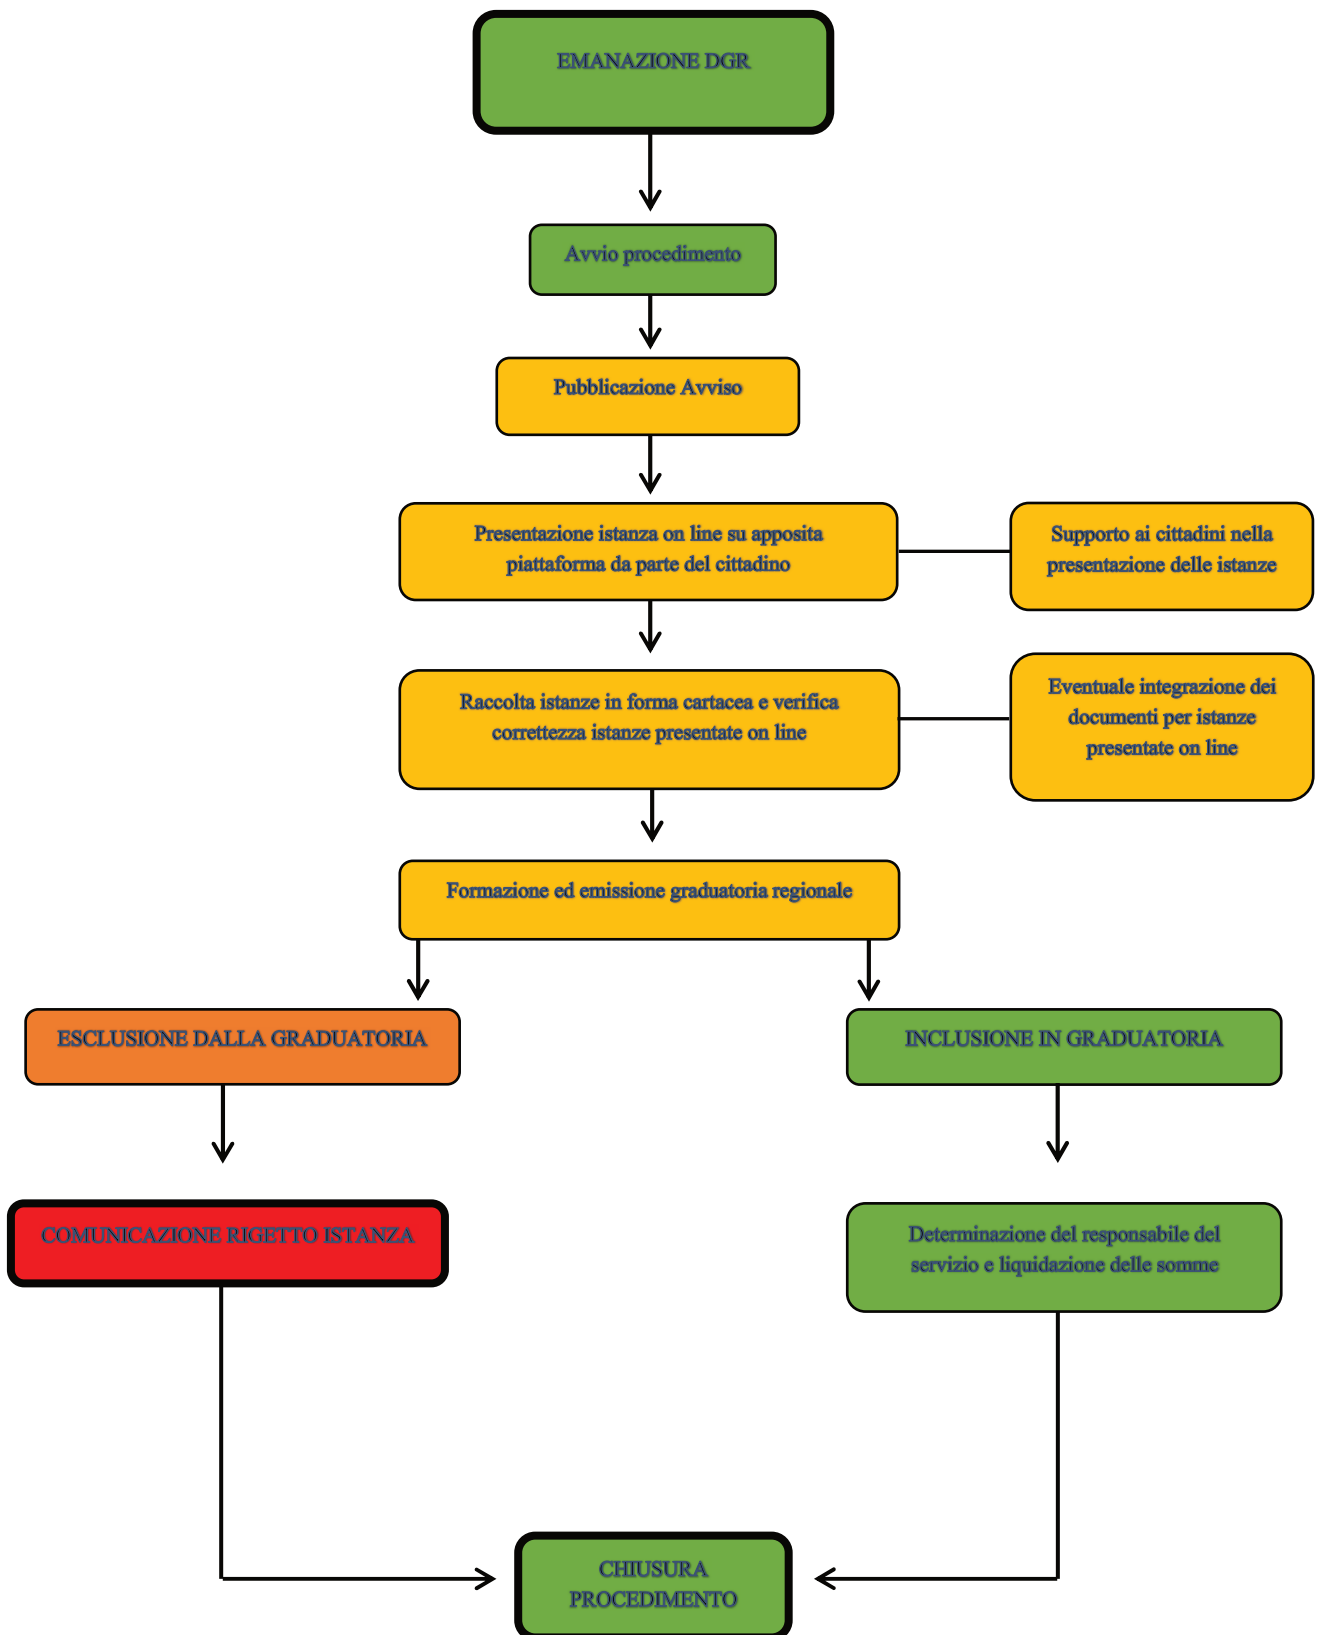 EMANAZIONE DGR
Avvio procedimento
Pubblicazione Avviso
Presentazione istanza on line su apposita
piattaforma da parte del cittadino
Supporto ai cittadini nella
presentazione delle istanze
Raccolta istanze in forma cartacea e verifica
correttezza istanze presentate on line
Eventuale integrazione dei
documenti per istanze
presentate on line
Formazione ed emissione graduatoria regionale
ESCLUSIONE DALLA GRADUATORIA
INCLUSIONE IN GRADUATORIA
COMUNICAZIONE RIGETTO ISTANZA
Determinazione del responsabile del
servizio e liquidazione delle somme
CHIUSURA
PROCEDIMENTO